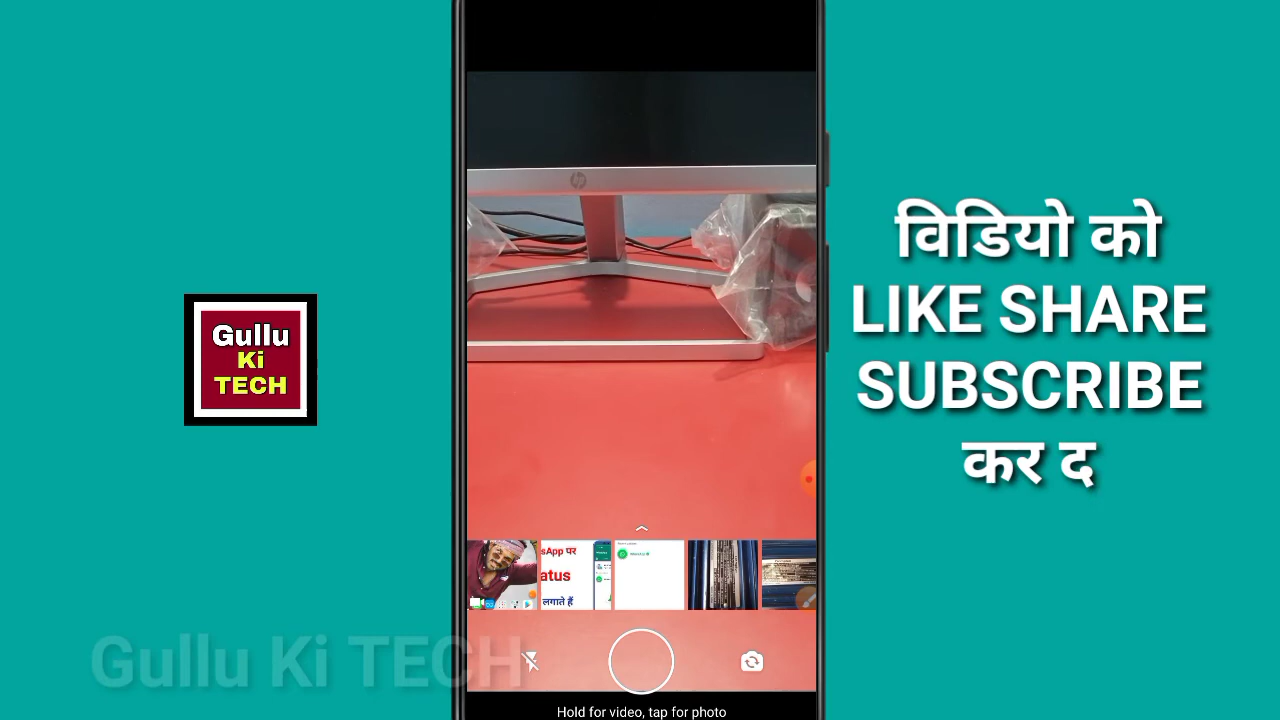 Gullu
Ki
TECH
विडियो को
LIKE SHARE
SUBSCRIBE
कर द
hp
sApp पर
atus
लगाते हैं
Gullu Ki TECH
Hold for video, tap for photo